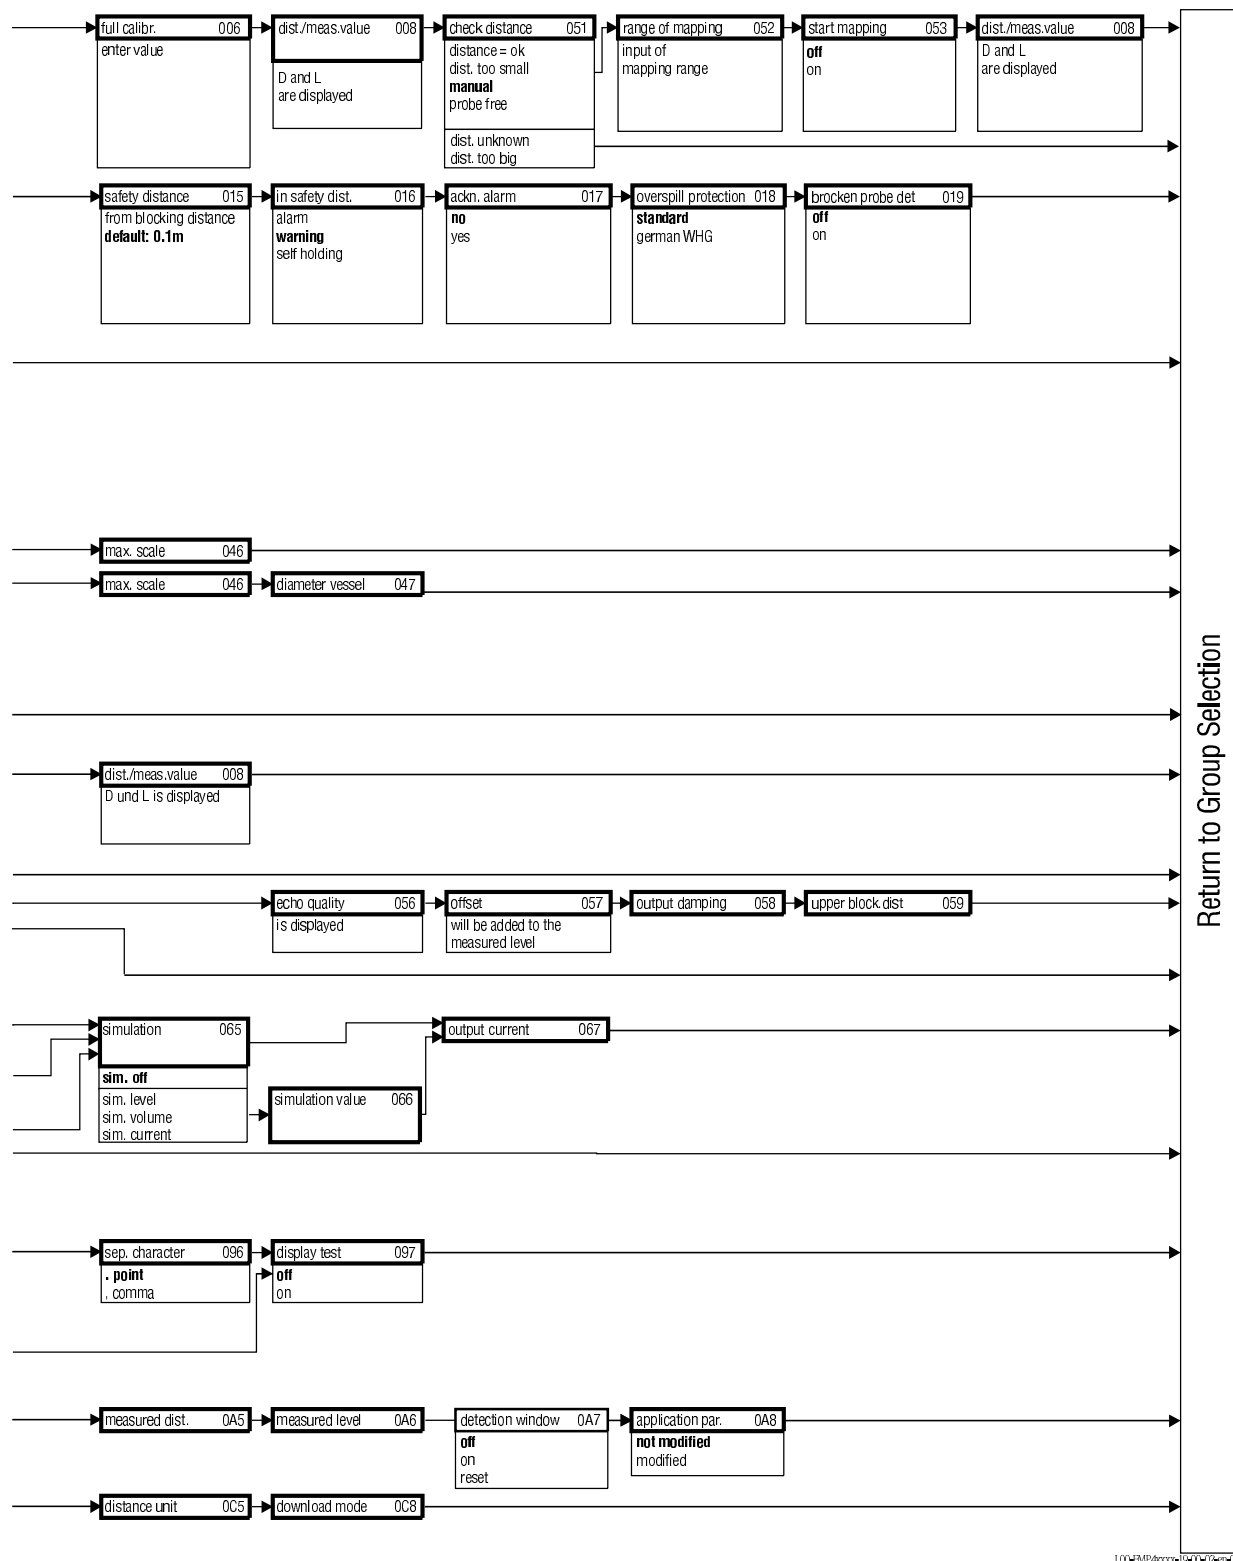 full calibr. 006
enter value
dist./meas.value 008
D and L
are displayed
check distance 051
distance = ok
dist. too small
manual
probe free
dist. unknown
dist. too big
range of mapping 052
input of
mapping range
start mapping 053
off
on
dist./meas.value 008
D and L
are displayed
safety distance 015
from blocking distance
default: 0.1m
in safety dist. 016
alarm
warning
self holding
ackn. alarm 017
no
yes
overspill protection 018
standard
german WHG
brocken probe det 019
off
on
max. scale 046
max. scale 046
diameter vessel 047
dist./meas.value 008
D und L is displayed
echo quality 056
is displayed
offset 057
will be added to the
measured level
output damping 058
upper block.dist 059
simulation 065
sim. off
sim. level
sim. volume
sim. current
simulation value 066
output current 067
sep. character 096
. point
, comma
display test 097
off
on
measured dist. 0A5
measured level 0A6
detection window 0A7
off
on
reset
application par. 0A8
not modified
modified
distance unit 0C5
download mode 0C8
Return to Group Selection